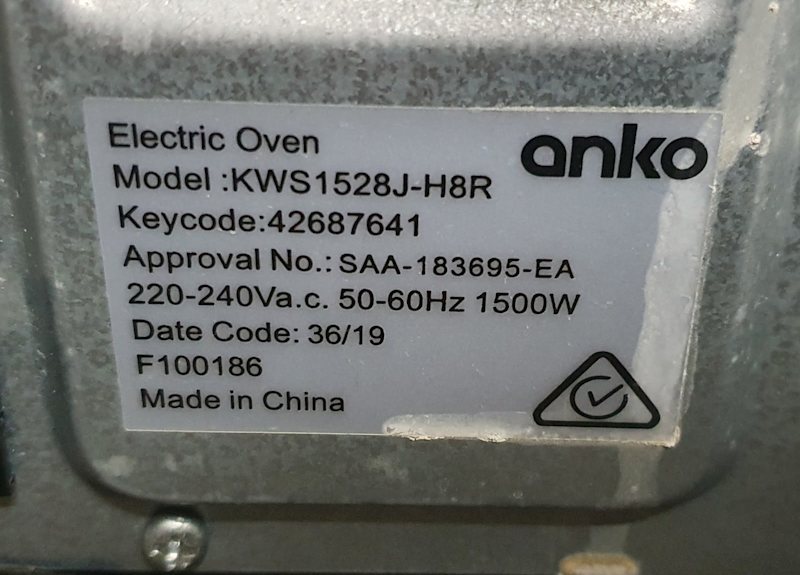 Electric Oven
anko
Model :KWS1528J-H8R
Keycode:42687641
Approval No.: SAA-183695-EA
220-240Va.c. 50-60Hz 1500W
Date Code: 36/19
F100186
Made in China